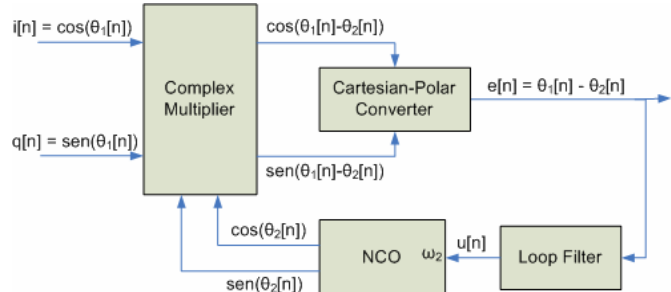 i[n] = cos(θ₁[n])
cos(θ₁[n]-θ₂[n])
Complex
Multiplier
Cartesian-Polar
Converter
e[n] = θ₁[n] - θ₂[n]
q[n] = sen(θ₁[n])
sen(θ₁[n]-θ₂[n])
cos(θ₂[n])
sen(θ₂[n])
NCO
ω₂
u[n]
Loop Filter